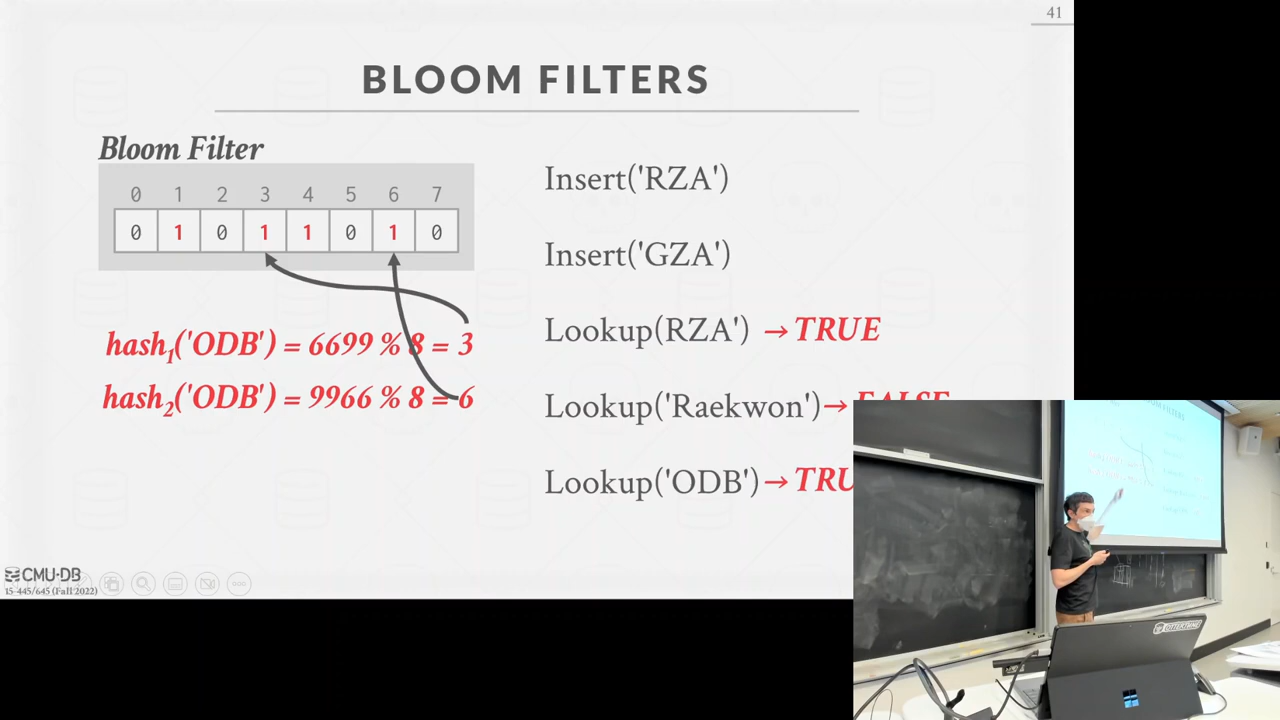 41
BLOOM FILTERS
Bloom Filter
0 1 2 3 4 5 6 7
0 1 0 1 1 0 1 0
hash1('ODB') = 6699 % 8 = 3
hash2('ODB') = 9966 % 8 = 6
Insert('RZA')
Insert('GZA')
Lookup(RZA') → TRUE
Lookup('Raekwon') → FALSE
Lookup('ODB') → TRU
CMU·DB
15-445/645 (Fall 2022)